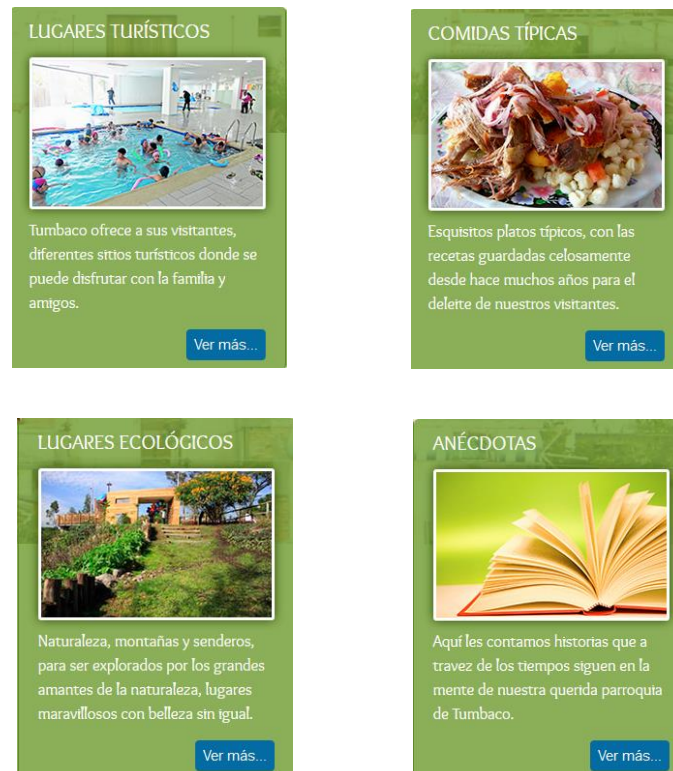 LUGARES TURÍSTICOS
Tumbaco ofrece a sus visitantes,
diferentes sitios turísticos donde se
puede disfrutar con la familia y
amigos.
Ver más...
COMIDAS TÍPICAS
Esquisitos platos típicos, con las
recetas guardadas celosamente
desde hace muchos años para el
deleite de nuestros visitantes.
Ver más...
LUGARES ECOLÓGICOS
Naturaleza, montañas y senderos,
para ser explorados por los grandes
amantes de la naturaleza, lugares
maravillosos con belleza sin igual.
Ver más...
ANÉCDOTAS
Aquí les contamos historias que a
travez de los tiempos siguen en la
mente de nuestra querida parroquia
de Tumbaco.
Ver más...